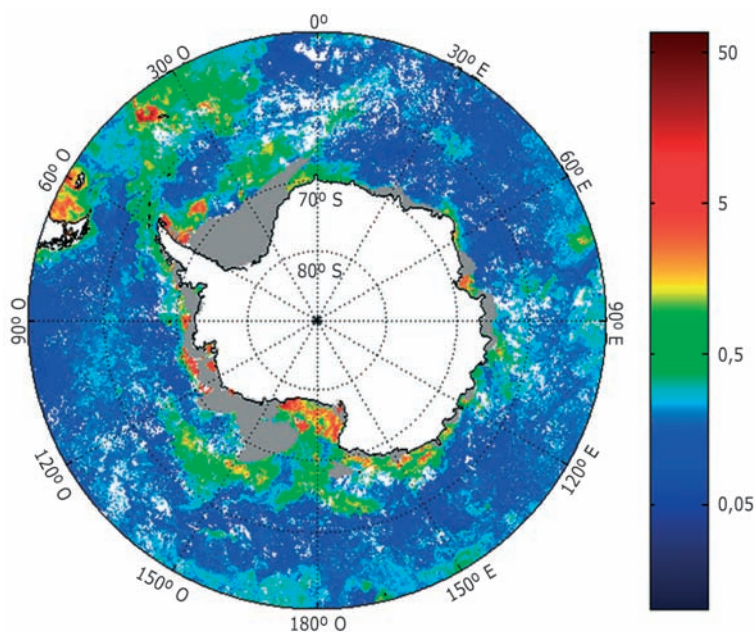 0º
30º O
30º E
60º O
60º E
70º S
80º S
90º O
90º E
120º O
120º E
150º O
150º E
180º O
50
5
0,5
0,05